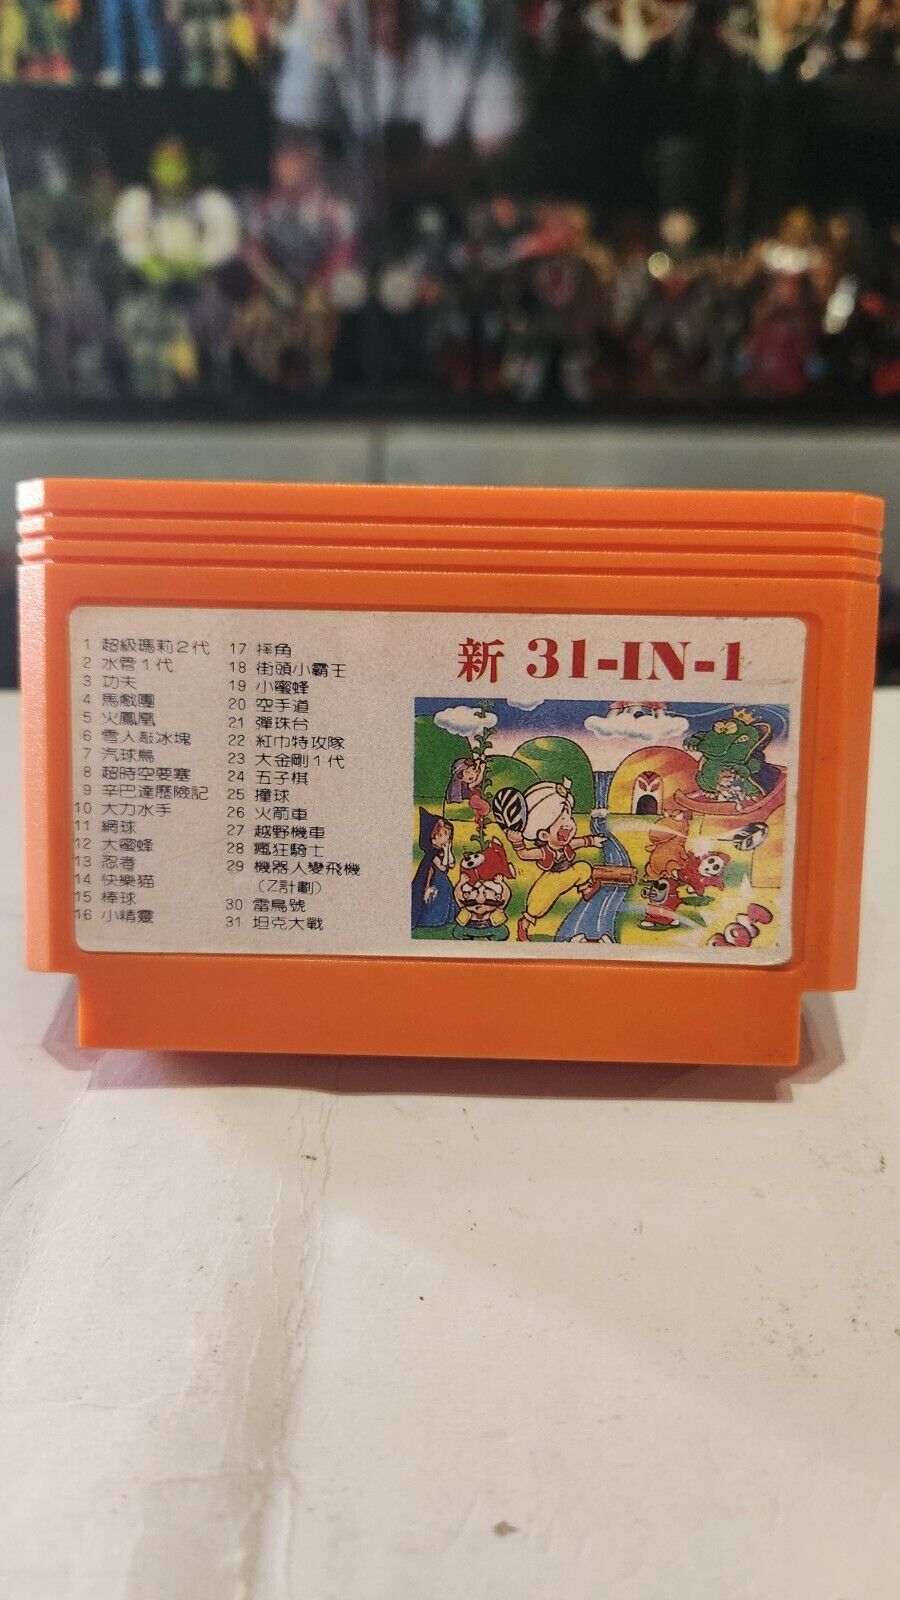 新 31-IN-1
1 超級瑪莉2代
2 水管1代
3 功夫
4 馬戲團
5 火鳳凰
6 雪人敲冰塊
7 汽球鳥
8 超時空要塞
9 辛巴達歷險記
10 大力水手
11 網球
12 大蜜蜂
13 忍者
14 快樂猫
15 棒球
16 小精靈
17 摔角
18 街頭小霸王
19 小蜜蜂
20 空手道
21 彈珠台
22 紅巾特攻隊
23 大金剛1代
24 五子棋
25 撞球
26 火箭車
27 越野機車
28 瘋狂騎士
29 機器人變飛機
(Z計劃)
30 雷鳥號
31 坦克大戰